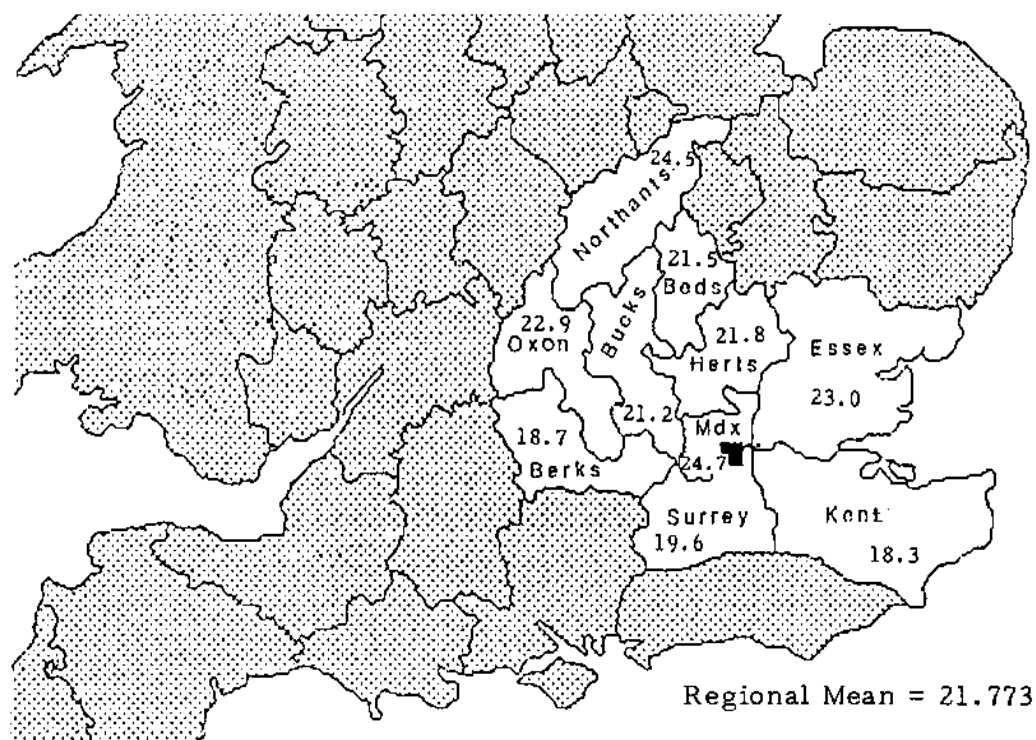 24.5
Northants
21.5
Beds
Bucks
22.9
Oxon
21.8
Herts
Essex
23.0
21.2
Mdx
24.7
18.7
Berks
Surrey
19.6
Kent
18.3
Regional Mean = 21.773